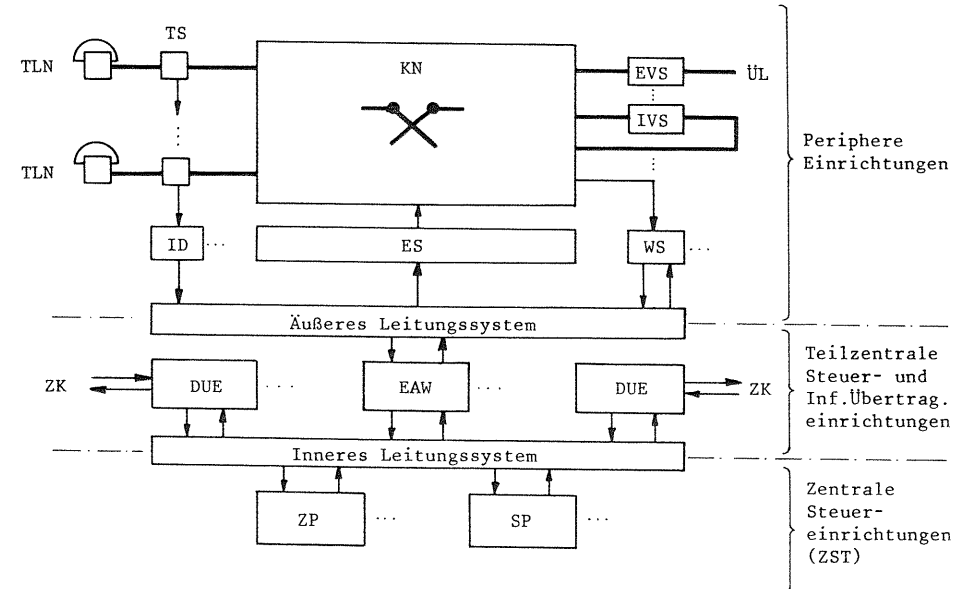 TS
TLN
KN
EVS
ÜL
IVS
Periphere
Einrichtungen
TLN
ID
...
ES
WS
...
Äußeres Leitungssystem
Teilzentrale
Steuer- und
Inf.Übertrag.
einrichtungen
ZK
DUE
...
EAW
...
DUE
ZK
Inneres Leitungssystem
Zentrale
Steuer-
einrichtungen
(ZST)
ZP
...
SP
...